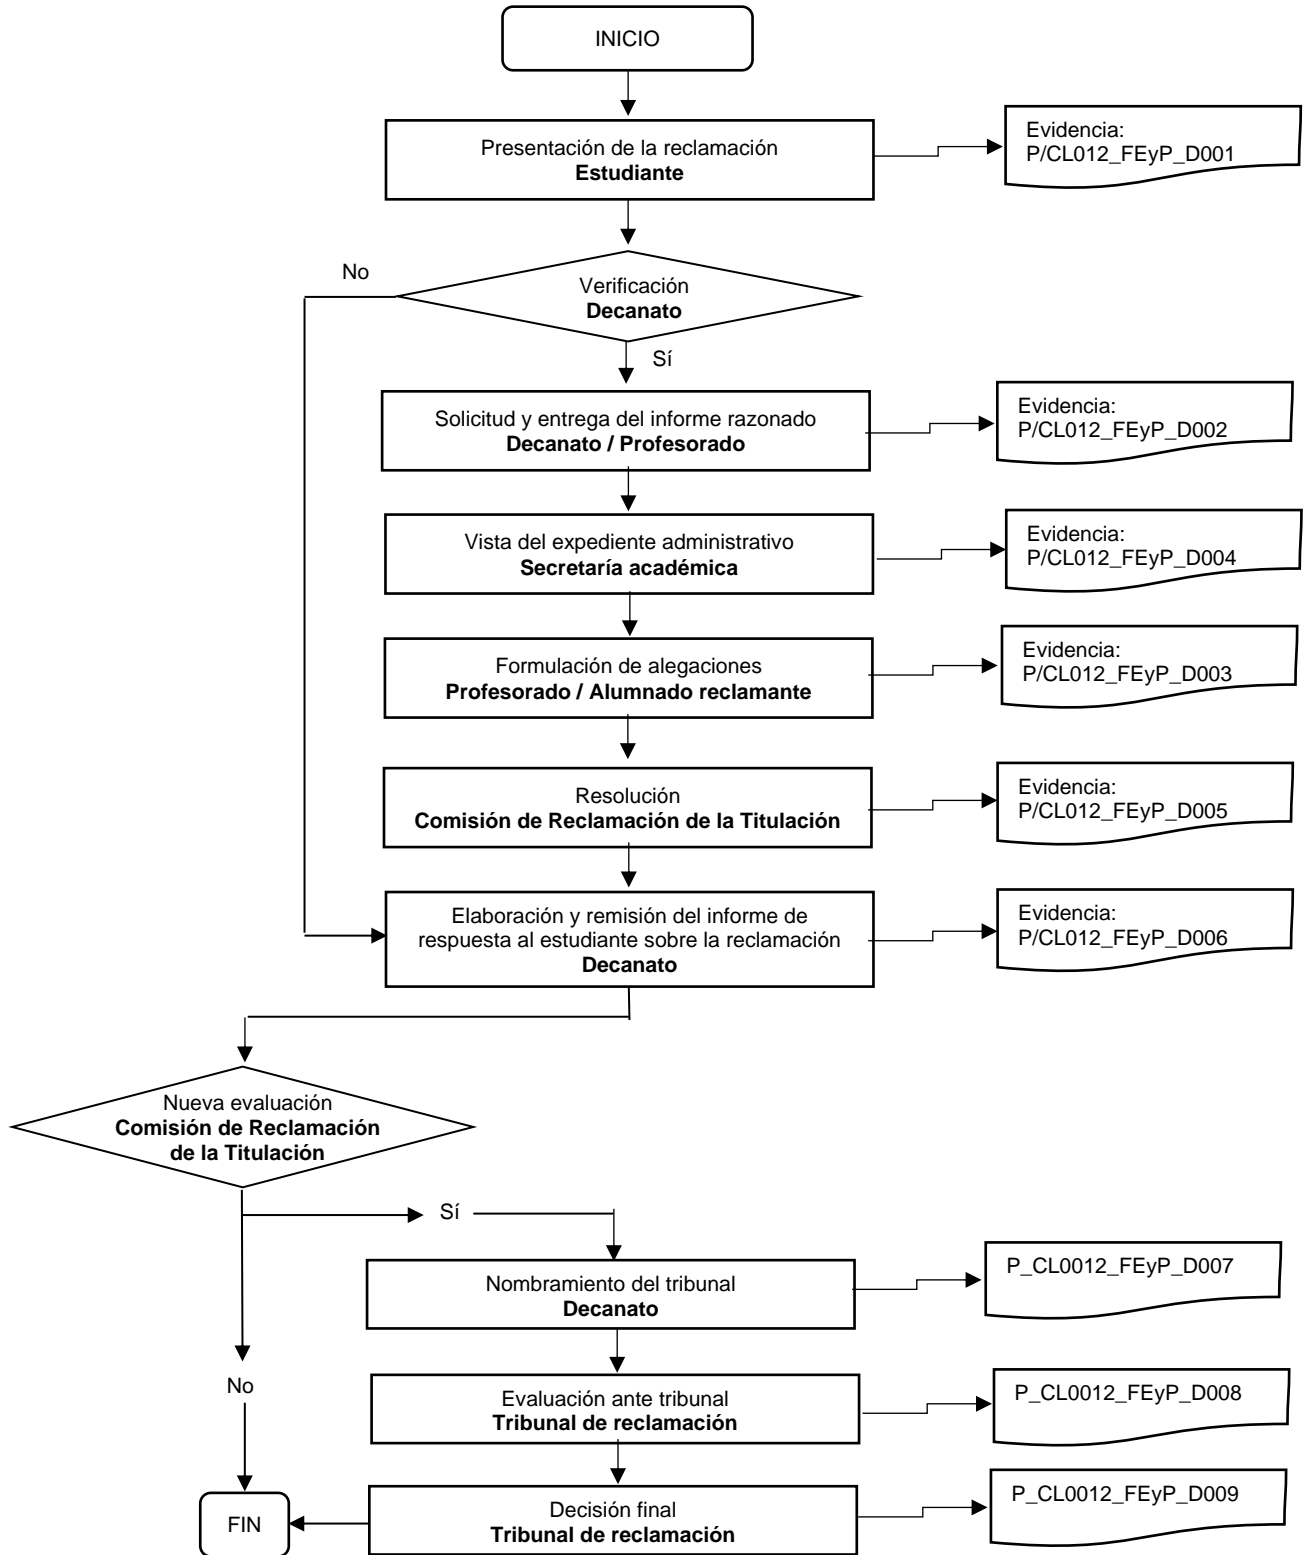 INICIO
Presentación de la reclamación
Estudiante
Evidencia:
P/CL012_FEyP_D001
No
Verificación
Decanato
Sí
Solicitud y entrega del informe razonado
Decanato / Profesorado
Evidencia:
P/CL012_FEyP_D002
Vista del expediente administrativo
Secretaría académica
Evidencia:
P/CL012_FEyP_D004
Formulación de alegaciones
Profesorado / Alumnado reclamante
Evidencia:
P/CL012_FEyP_D003
Resolución
Comisión de Reclamación de la Titulación
Evidencia:
P/CL012_FEyP_D005
Elaboración y remisión del informe de
respuesta al estudiante sobre la reclamación
Decanato
Evidencia:
P/CL012_FEyP_D006
Nueva evaluación
Comisión de Reclamación
de la Titulación
Sí
Nombramiento del tribunal
Decanato
P_CL0012_FEyP_D007
No
Evaluación ante tribunal
Tribunal de reclamación
P_CL0012_FEyP_D008
FIN
Decisión final
Tribunal de reclamación
P_CL0012_FEyP_D009